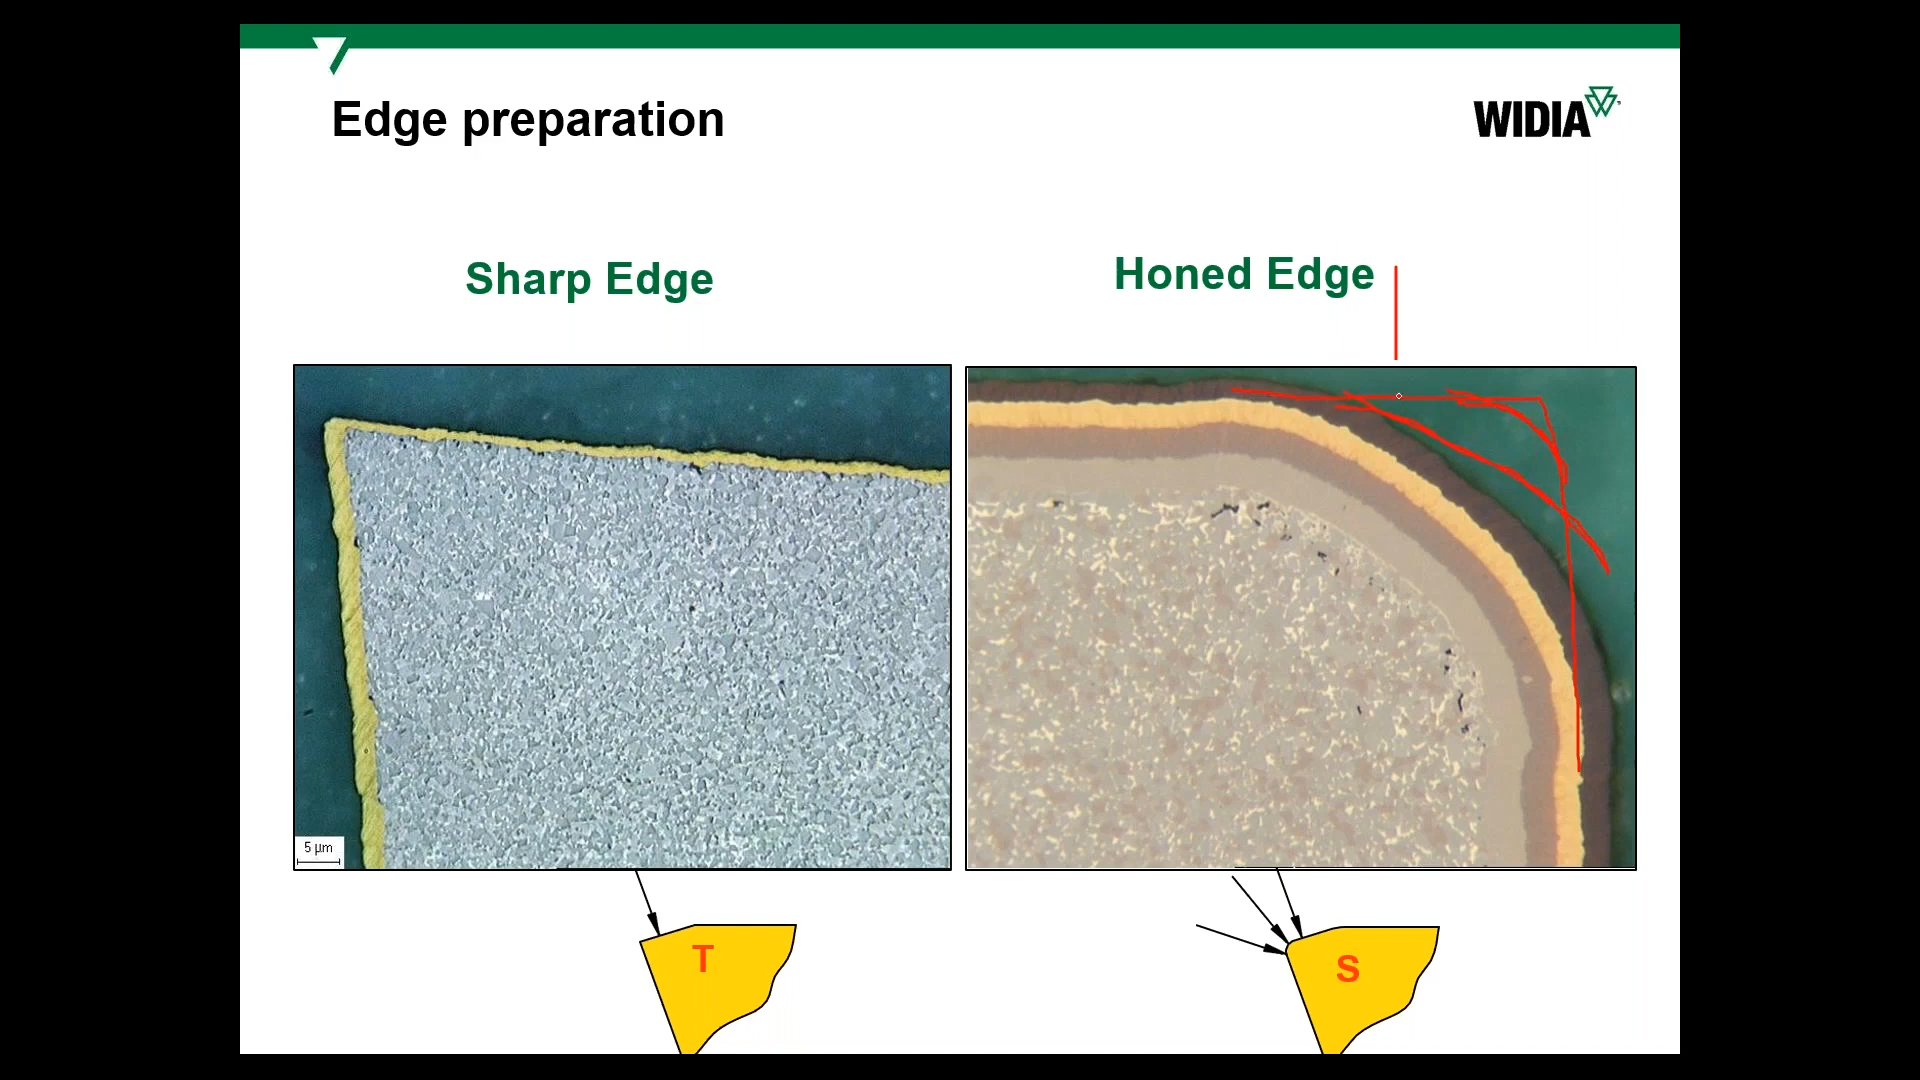 Edge preparation
WIDIA
Sharp Edge
Honed Edge
5 µm
T
S